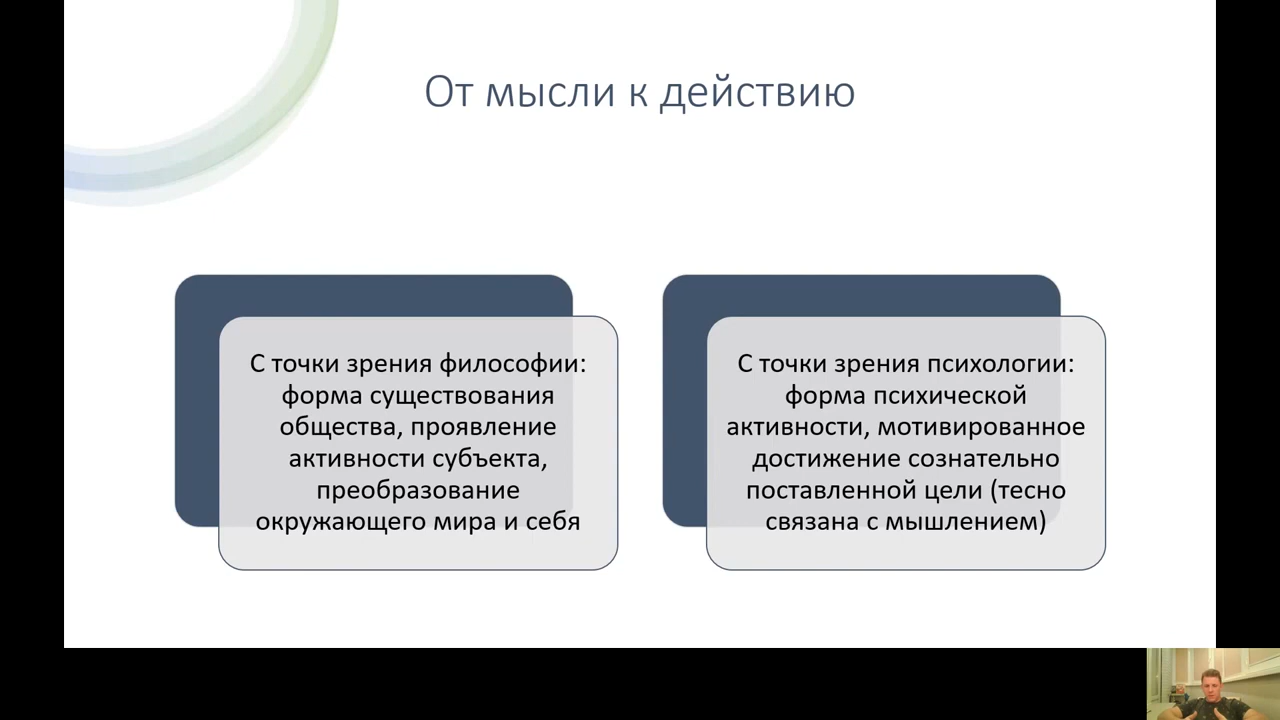 От мысли к действию
С точки зрения философии:
форма существования
общества, проявление
активности субъекта,
преобразование
окружающего мира и себя
С точки зрения психологии:
форма психической
активности, мотивированное
достижение сознательно
поставленной цели (тесно
связана с мышлением)